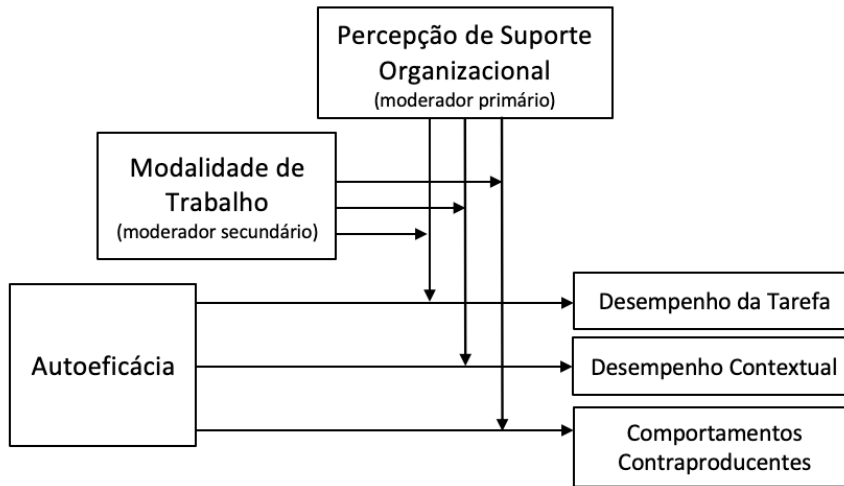 Percepção de Suporte
Organizacional
(moderador primário)
Modalidade de
Trabalho
(moderador secundário)
Autoeficácia
Desempenho da Tarefa
Desempenho Contextual
Comportamentos
Contraproducentes